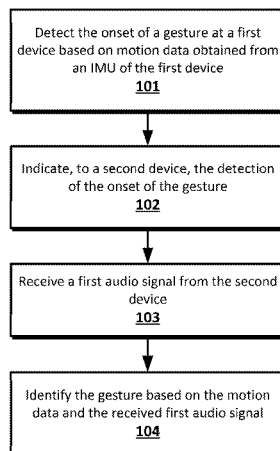 Detect the onset of a gesture at a first
device based on motion data obtained from
an IMU of the first device
101
Indicate, to a second device, the detection
of the onset of the gesture
102
Receive a first audio signal from the second
device
103
Identify the gesture based on the motion
data and the received first audio signal
104